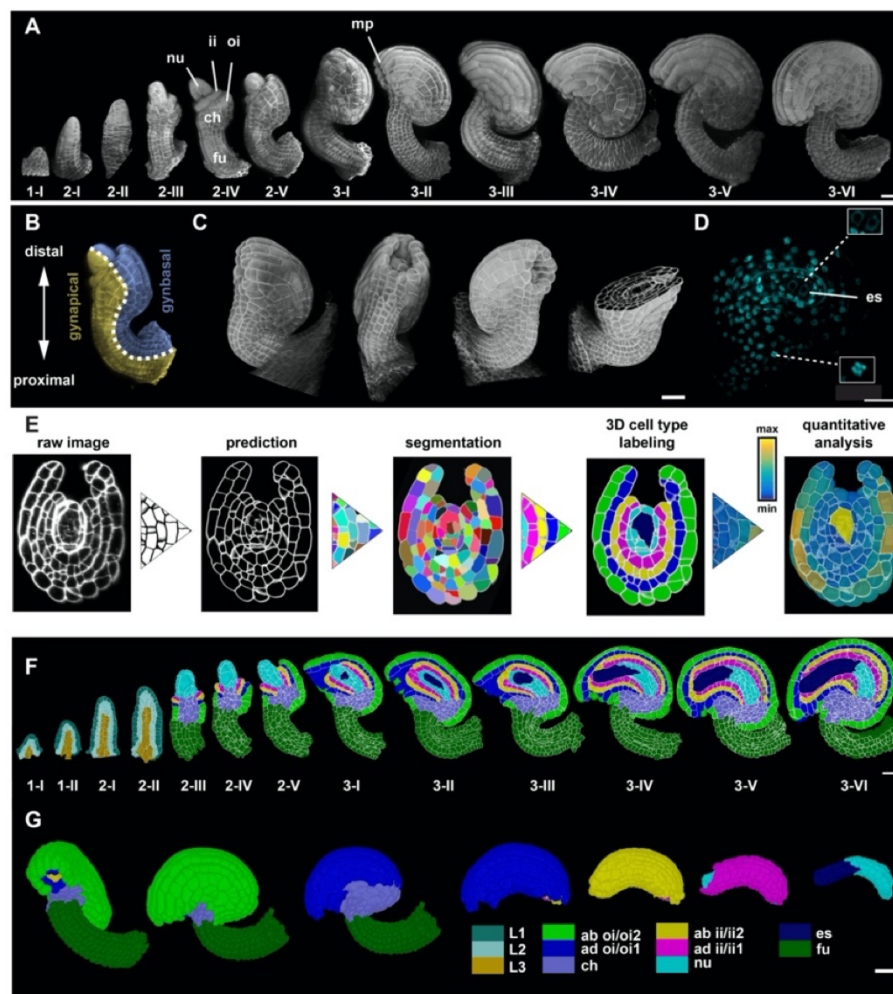 A
nu
ii
oi
mp
ch
fu
1-I 2-I 2-II 2-III 2-IV 2-V 3-I 3-II 3-III 3-IV 3-V 3-VI
B
distal
gynapical
gynbasal
proximal
C
D
es
E
raw image
prediction
segmentation
3D cell type
labeling
max
min
quantitative
analysis
F
1-I 1-II 2-I 2-II 2-III 2-IV 2-V 3-I 3-II 3-III 3-IV 3-V 3-VI
G
L1
L2
L3
ab oi/oi2
ad oi/oi1
ch
ab ii/ii2
ad ii/ii1
nu
es
fu